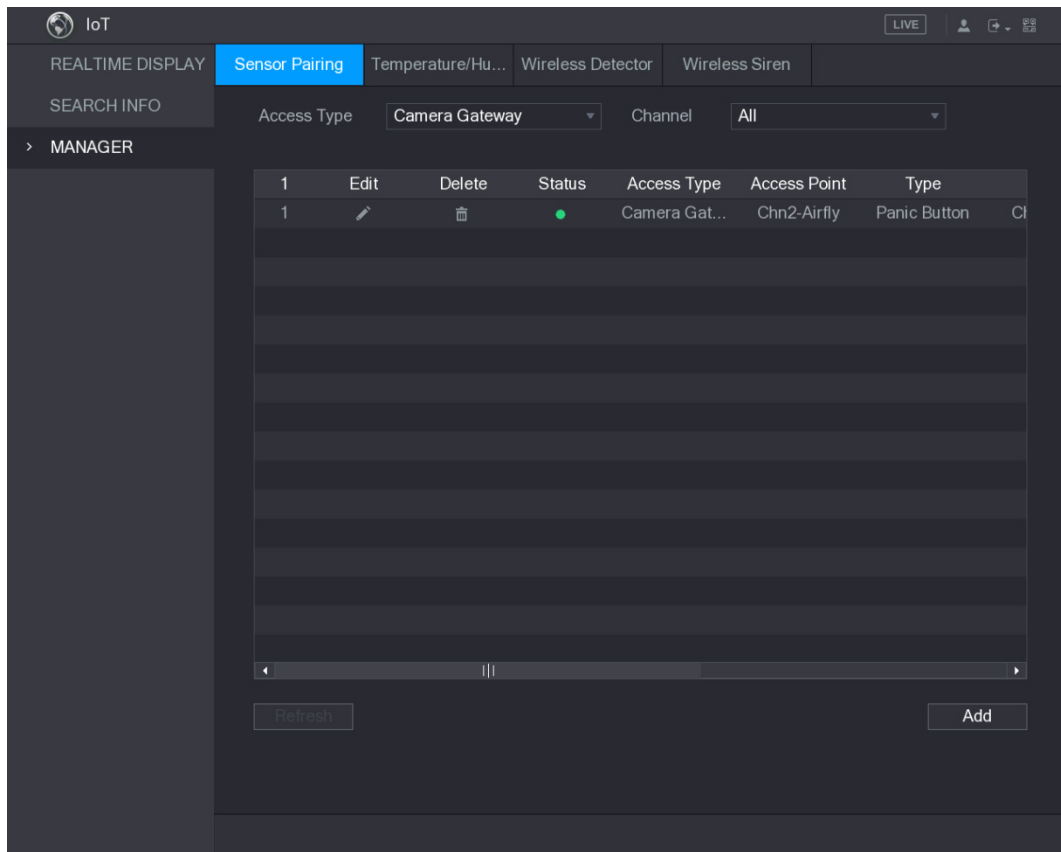 IoT LIVE
REALTIME DISPLAY
SEARCH INFO
MANAGER
Sensor Pairing Temperature/Hu... Wireless Detector Wireless Siren
Access Type Camera Gateway Channel All
1 Edit Delete Status Access Type Access Point Type
1 Camera Gat... Chn2-Airfly Panic Button
Refresh Add